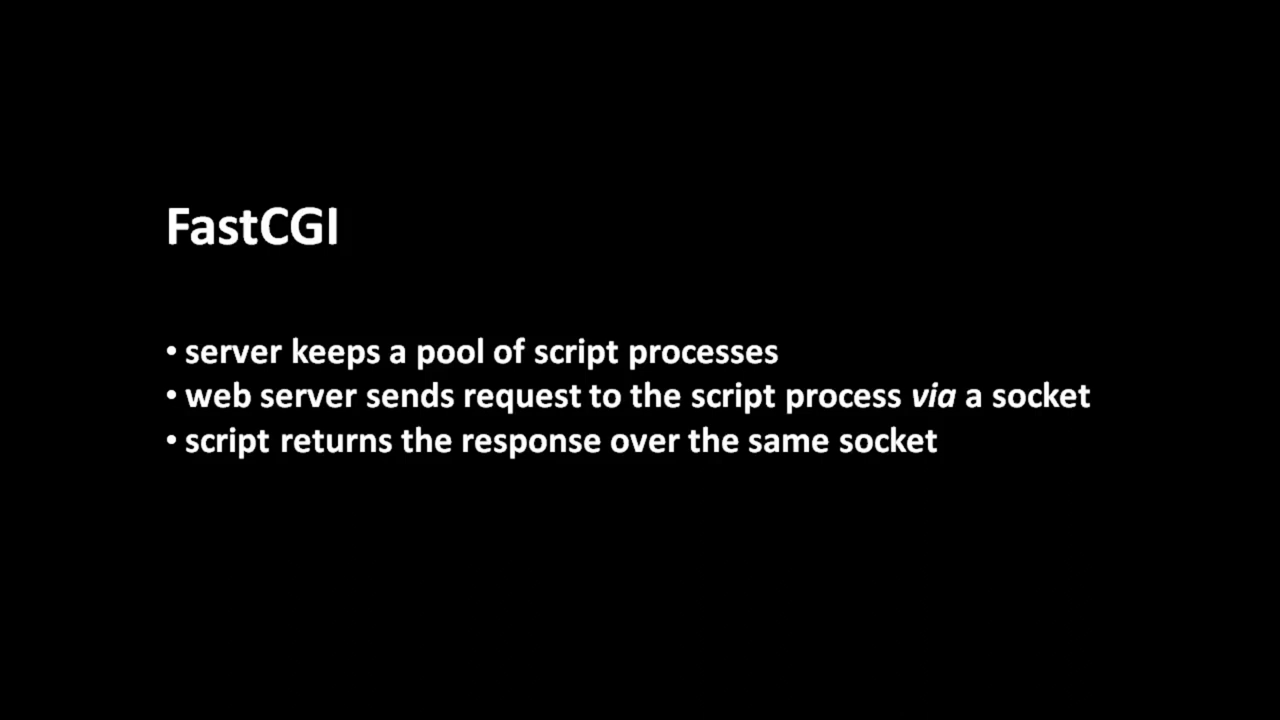 FastCGI
• server keeps a pool of script processes
• web server sends request to the script process via a socket
• script returns the response over the same socket